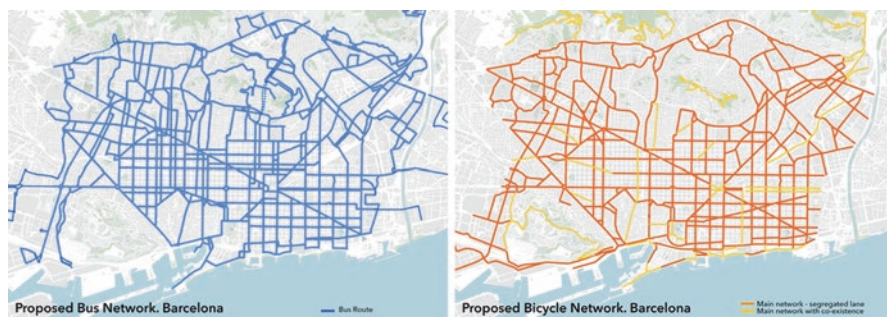 Proposed Bus Network. Barcelona
Bus Route
Proposed Bicycle Network. Barcelona
Main network - segregated lane
Main network with co-existence